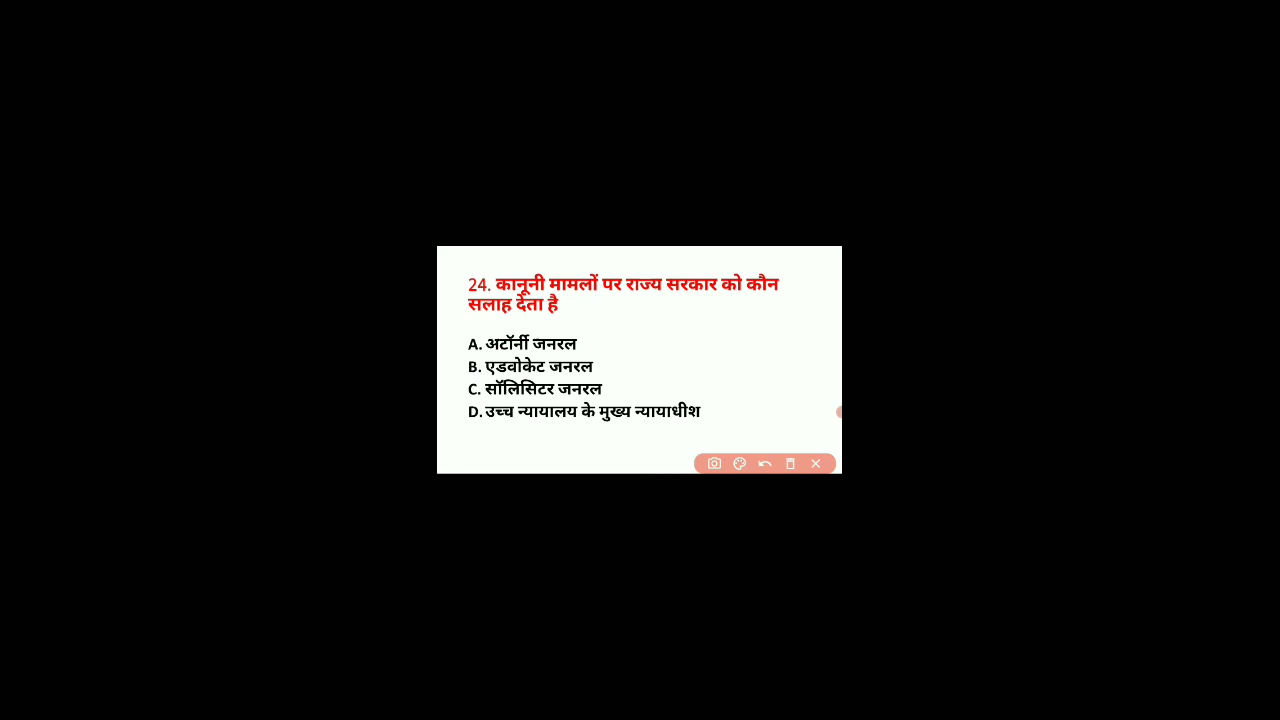 24. कानूनी मामलों पर राज्य सरकार को कौन
सलाह देता है
A. अटॉर्नी जनरल
B. एडवोकेट जनरल
C. सॉलिसिटर जनरल
D. उच्च न्यायालय के मुख्य न्यायाधीश